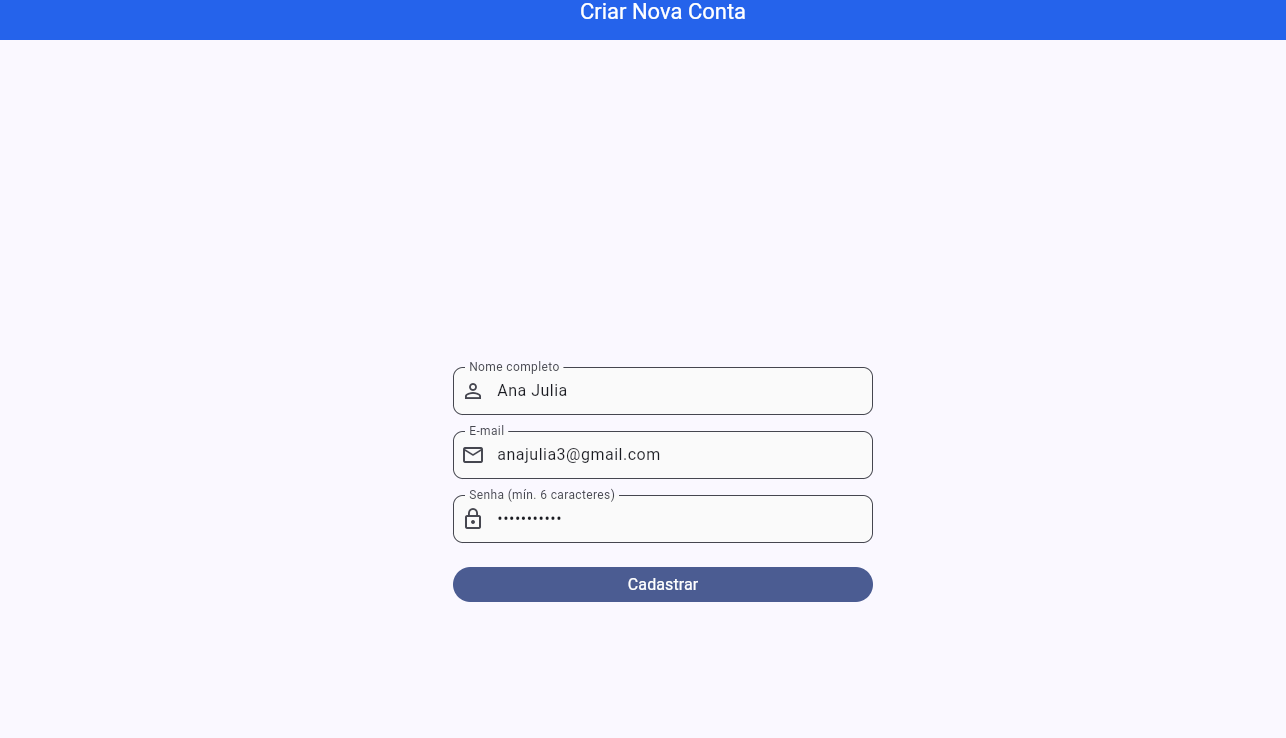 Criar Nova Conta
Nome completo
Ana Julia
E-mail
anajulia3@gmail.com
Senha (mín. 6 caracteres)
•••••••••••
Cadastrar